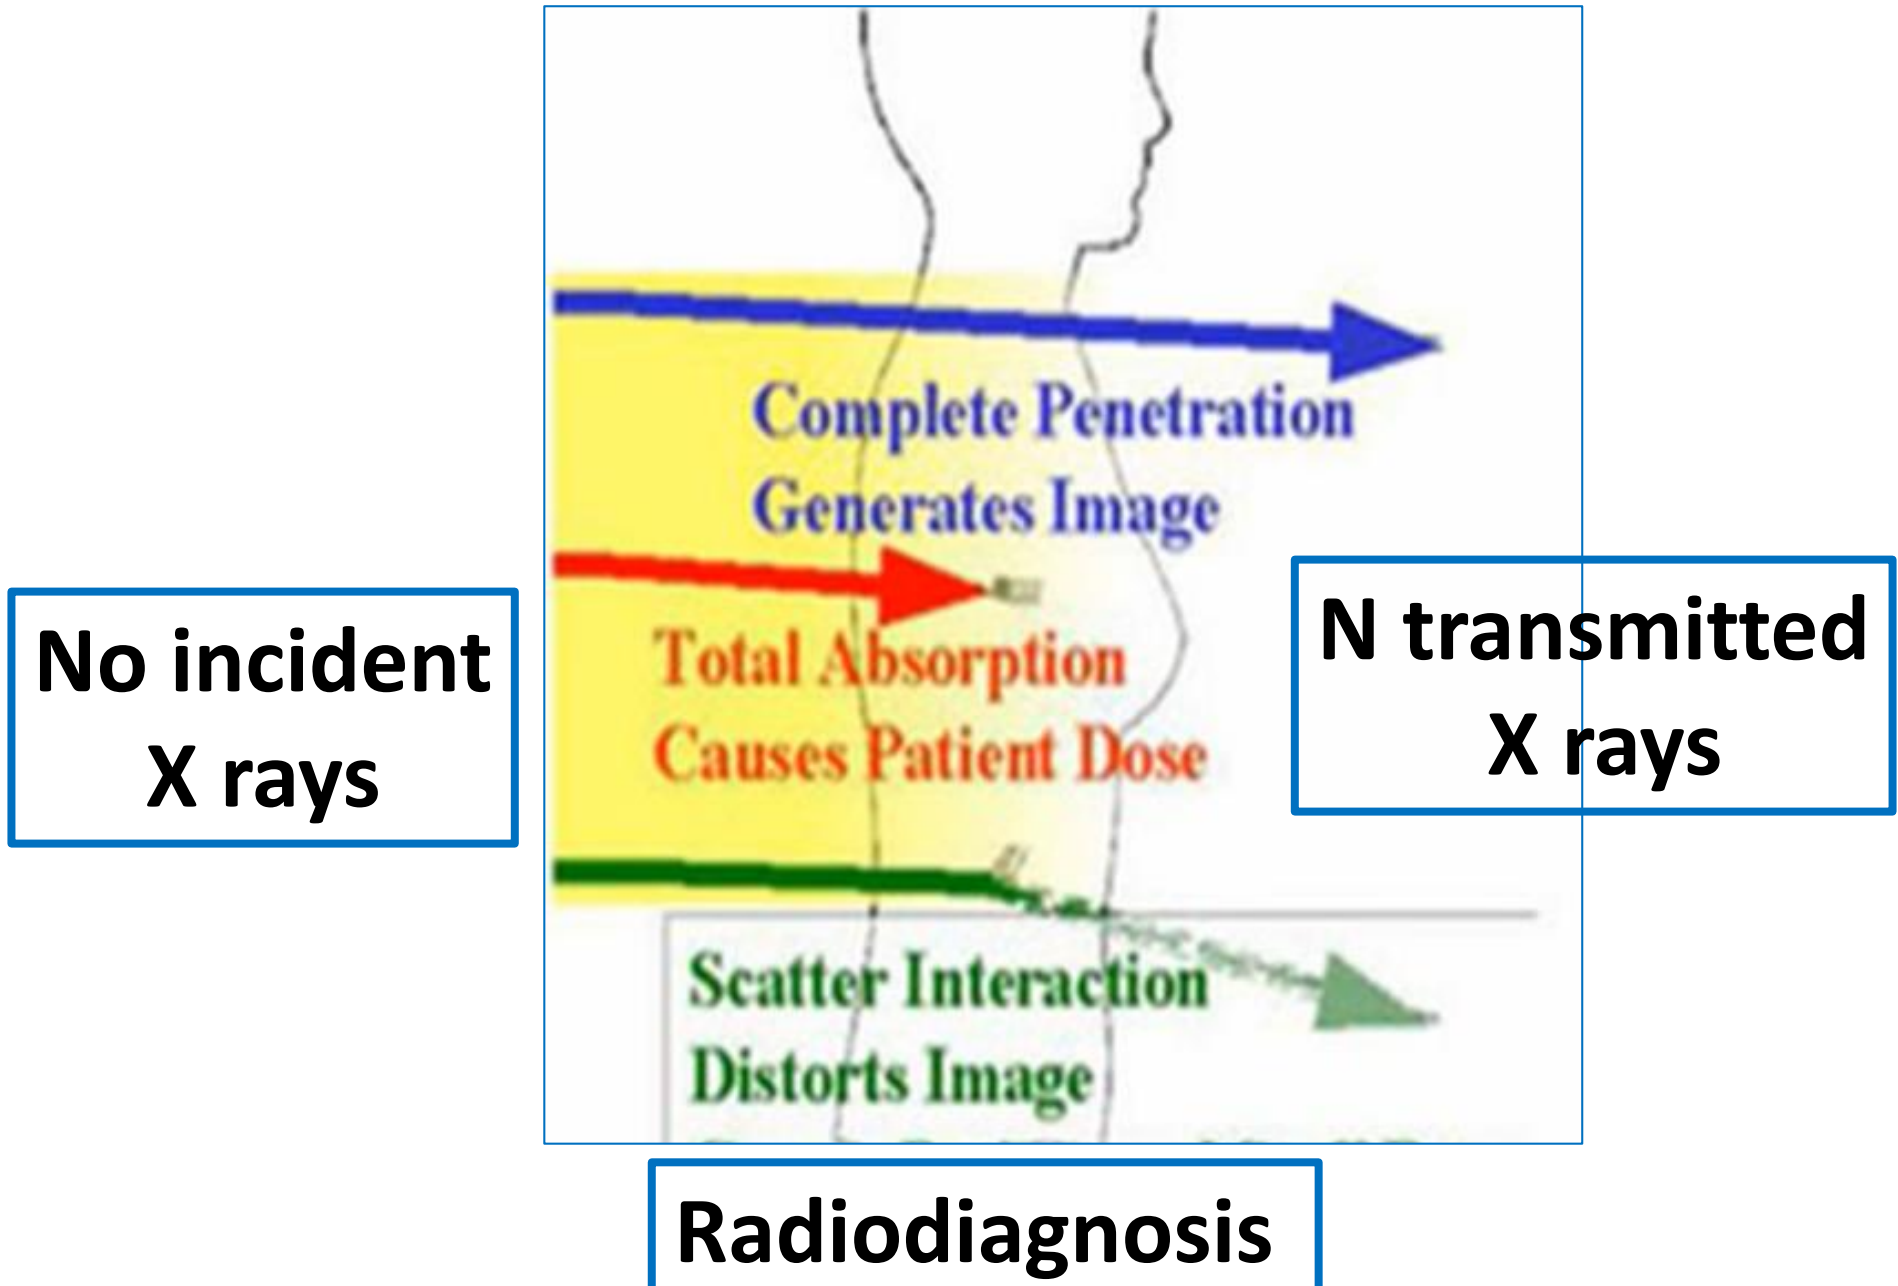 Complete Penetration
Generates Image
No incident
X rays
Total Absorption
Causes Patient Dose
N transmitted
X rays
Scatter Interaction
Distorts Image
Radiodiagnosis